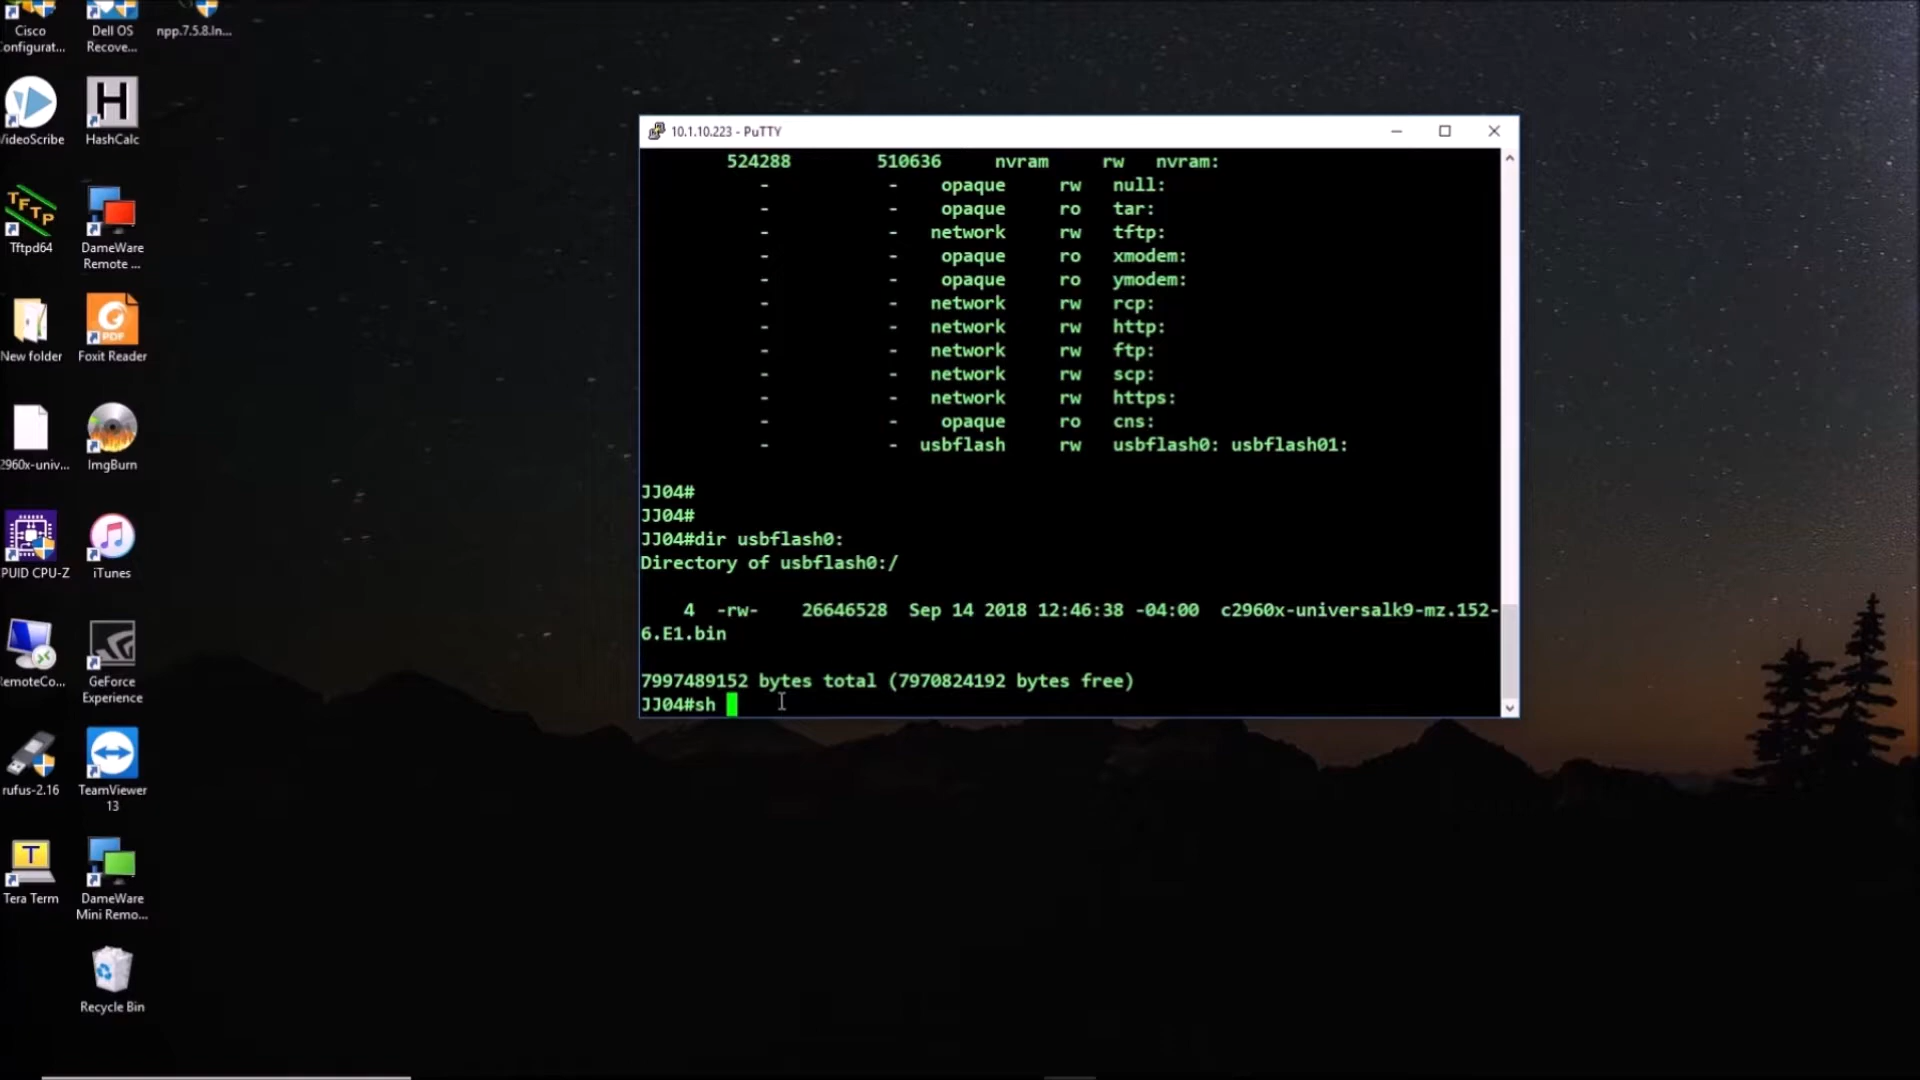 Cisco
onfigurat...
Dell OS
Recove...
npp.7.5.8.In...
VideoScribe
H
HashCalc
TFTP
Tftpd64
DameWare
Remote ...
New folder
PDF
Foxit Reader
2960x-univ...
ImgBurn
PUID CPU-Z
iTunes
emoteCo...
GeForce
Experience
rufus-2.16
TeamViewer
13
T
Tera Term
DameWare
Mini Remo...
Recycle Bin
10.1.10.223 - PuTTY
524288 510636 nvram rw nvram:
- - opaque rw null:
- - opaque ro tar:
- - network rw tftp:
- - opaque ro xmodem:
- - opaque ro ymodem:
- - network rw rcp:
- - network rw http:
- - network rw ftp:
- - network rw scp:
- - network rw https:
- - opaque ro cns:
- - usbflash rw usbflash0: usbflash01:
JJ04#
JJ04#
JJ04#dir usbflash0:
Directory of usbflash0:/
4 -rw- 26646528 Sep 14 2018 12:46:38 -04:00 c2960x-universalk9-mz.152-
6.E1.bin
7997489152 bytes total (7970824192 bytes free)
JJ04#sh